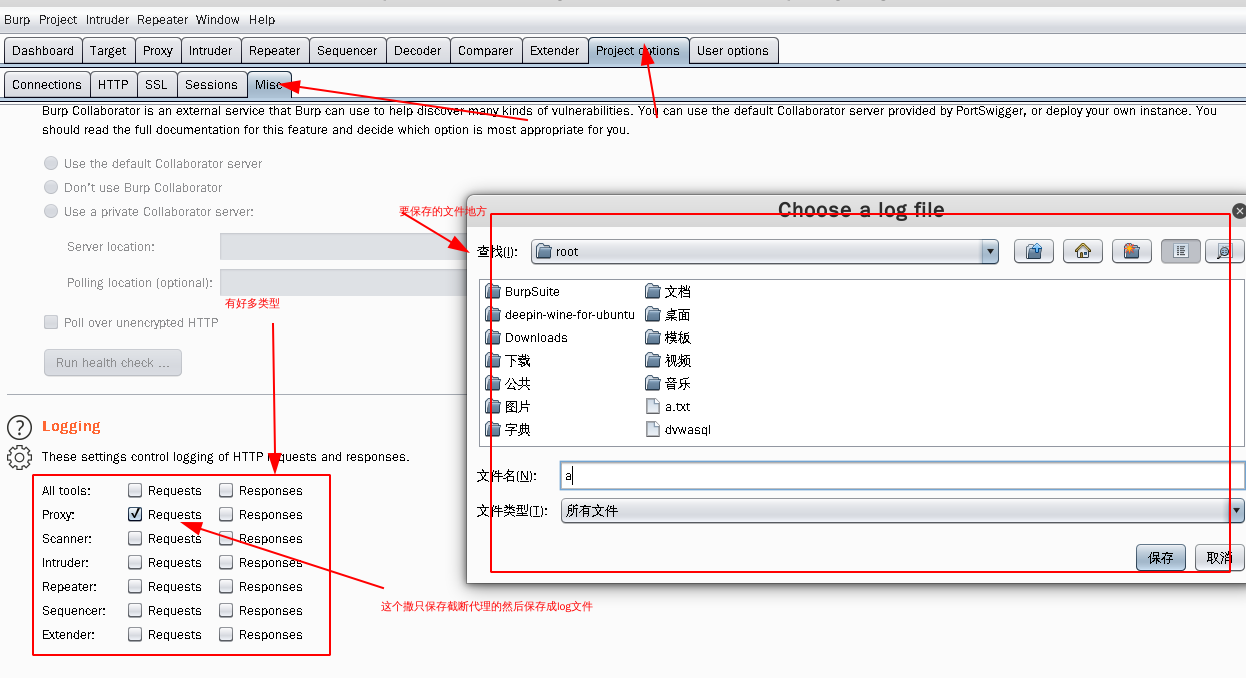 Burp Project Intruder Repeater Window Help
Dashboard Target Proxy Intruder Repeater Sequencer Decoder Comparer Extender Project options User options
Connections HTTP SSL Sessions Misc
Burp Collaborator is an external service that Burp can use to help discover many kinds of vulnerabilities. You can use the default Collaborator server provided by PortSwigger, or deploy your own instance. You
should read the full documentation for this feature and decide which option is most appropriate for you.
Use the default Collaborator server
Don't use Burp Collaborator
Use a private Collaborator server:
Server location:
Polling location (optional):
有好多类型
Poll over unencrypted HTTP
Run health check ...
要保存的文件地方
Choose a log file
查找(I):
root
BurpSuite
文档
deepin-wine-for-ubuntu
桌面
Downloads
模板
下载
视频
公共
音乐
图片
a.txt
字典
dvwasql
文件名(N):
a
文件类型(T):
所有文件
保存
取消
Logging
These settings control logging of HTTP requests and responses.
All tools: Requests Responses
Proxy: Requests Responses
Scanner: Requests Responses
Intruder: Requests Responses
Repeater: Requests Responses
Sequencer: Requests Responses
Extender: Requests Responses
这个撒只保存截断代理的然后保存成log文件